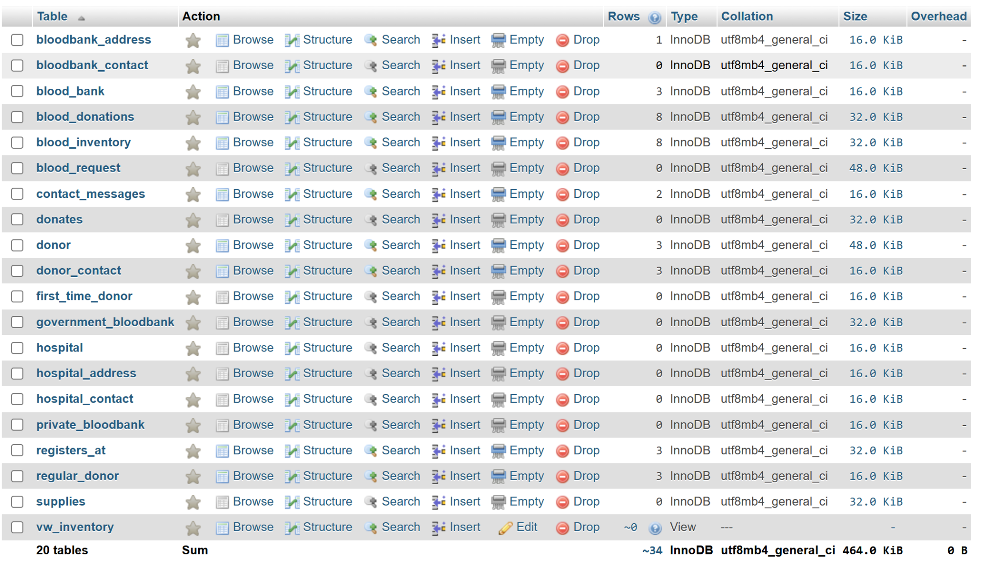 Table Action Rows Type Collation Size Overhead
bloodbank_address Browse Structure Search Insert Empty Drop 1 InnoDB utf8mb4_general_ci 16.0 KiB -
bloodbank_contact Browse Structure Search Insert Empty Drop 0 InnoDB utf8mb4_general_ci 16.0 KiB -
blood_bank Browse Structure Search Insert Empty Drop 3 InnoDB utf8mb4_general_ci 16.0 KiB -
blood_donations Browse Structure Search Insert Empty Drop 8 InnoDB utf8mb4_general_ci 32.0 KiB -
blood_inventory Browse Structure Search Insert Empty Drop 8 InnoDB utf8mb4_general_ci 32.0 KiB -
blood_request Browse Structure Search Insert Empty Drop 0 InnoDB utf8mb4_general_ci 48.0 KiB -
contact_messages Browse Structure Search Insert Empty Drop 2 InnoDB utf8mb4_general_ci 16.0 KiB -
donates Browse Structure Search Insert Empty Drop 0 InnoDB utf8mb4_general_ci 32.0 KiB -
donor Browse Structure Search Insert Empty Drop 3 InnoDB utf8mb4_general_ci 48.0 KiB -
donor_contact Browse Structure Search Insert Empty Drop 3 InnoDB utf8mb4_general_ci 16.0 KiB -
first_time_donor Browse Structure Search Insert Empty Drop 0 InnoDB utf8mb4_general_ci 16.0 KiB -
government_bloodbank Browse Structure Search Insert Empty Drop 0 InnoDB utf8mb4_general_ci 32.0 KiB -
hospital Browse Structure Search Insert Empty Drop 0 InnoDB utf8mb4_general_ci 16.0 KiB -
hospital_address Browse Structure Search Insert Empty Drop 0 InnoDB utf8mb4_general_ci 16.0 KiB -
hospital_contact Browse Structure Search Insert Empty Drop 0 InnoDB utf8mb4_general_ci 16.0 KiB -
private_bloodbank Browse Structure Search Insert Empty Drop 0 InnoDB utf8mb4_general_ci 16.0 KiB -
registers_at Browse Structure Search Insert Empty Drop 3 InnoDB utf8mb4_general_ci 32.0 KiB -
regular_donor Browse Structure Search Insert Empty Drop 3 InnoDB utf8mb4_general_ci 16.0 KiB -
supplies Browse Structure Search Insert Empty Drop 0 InnoDB utf8mb4_general_ci 32.0 KiB -
vw_inventory Browse Structure Search Insert Edit Drop ~0 View --- - -
20 tables Sum ~34 InnoDB utf8mb4_general_ci 464.0 KiB 0 B